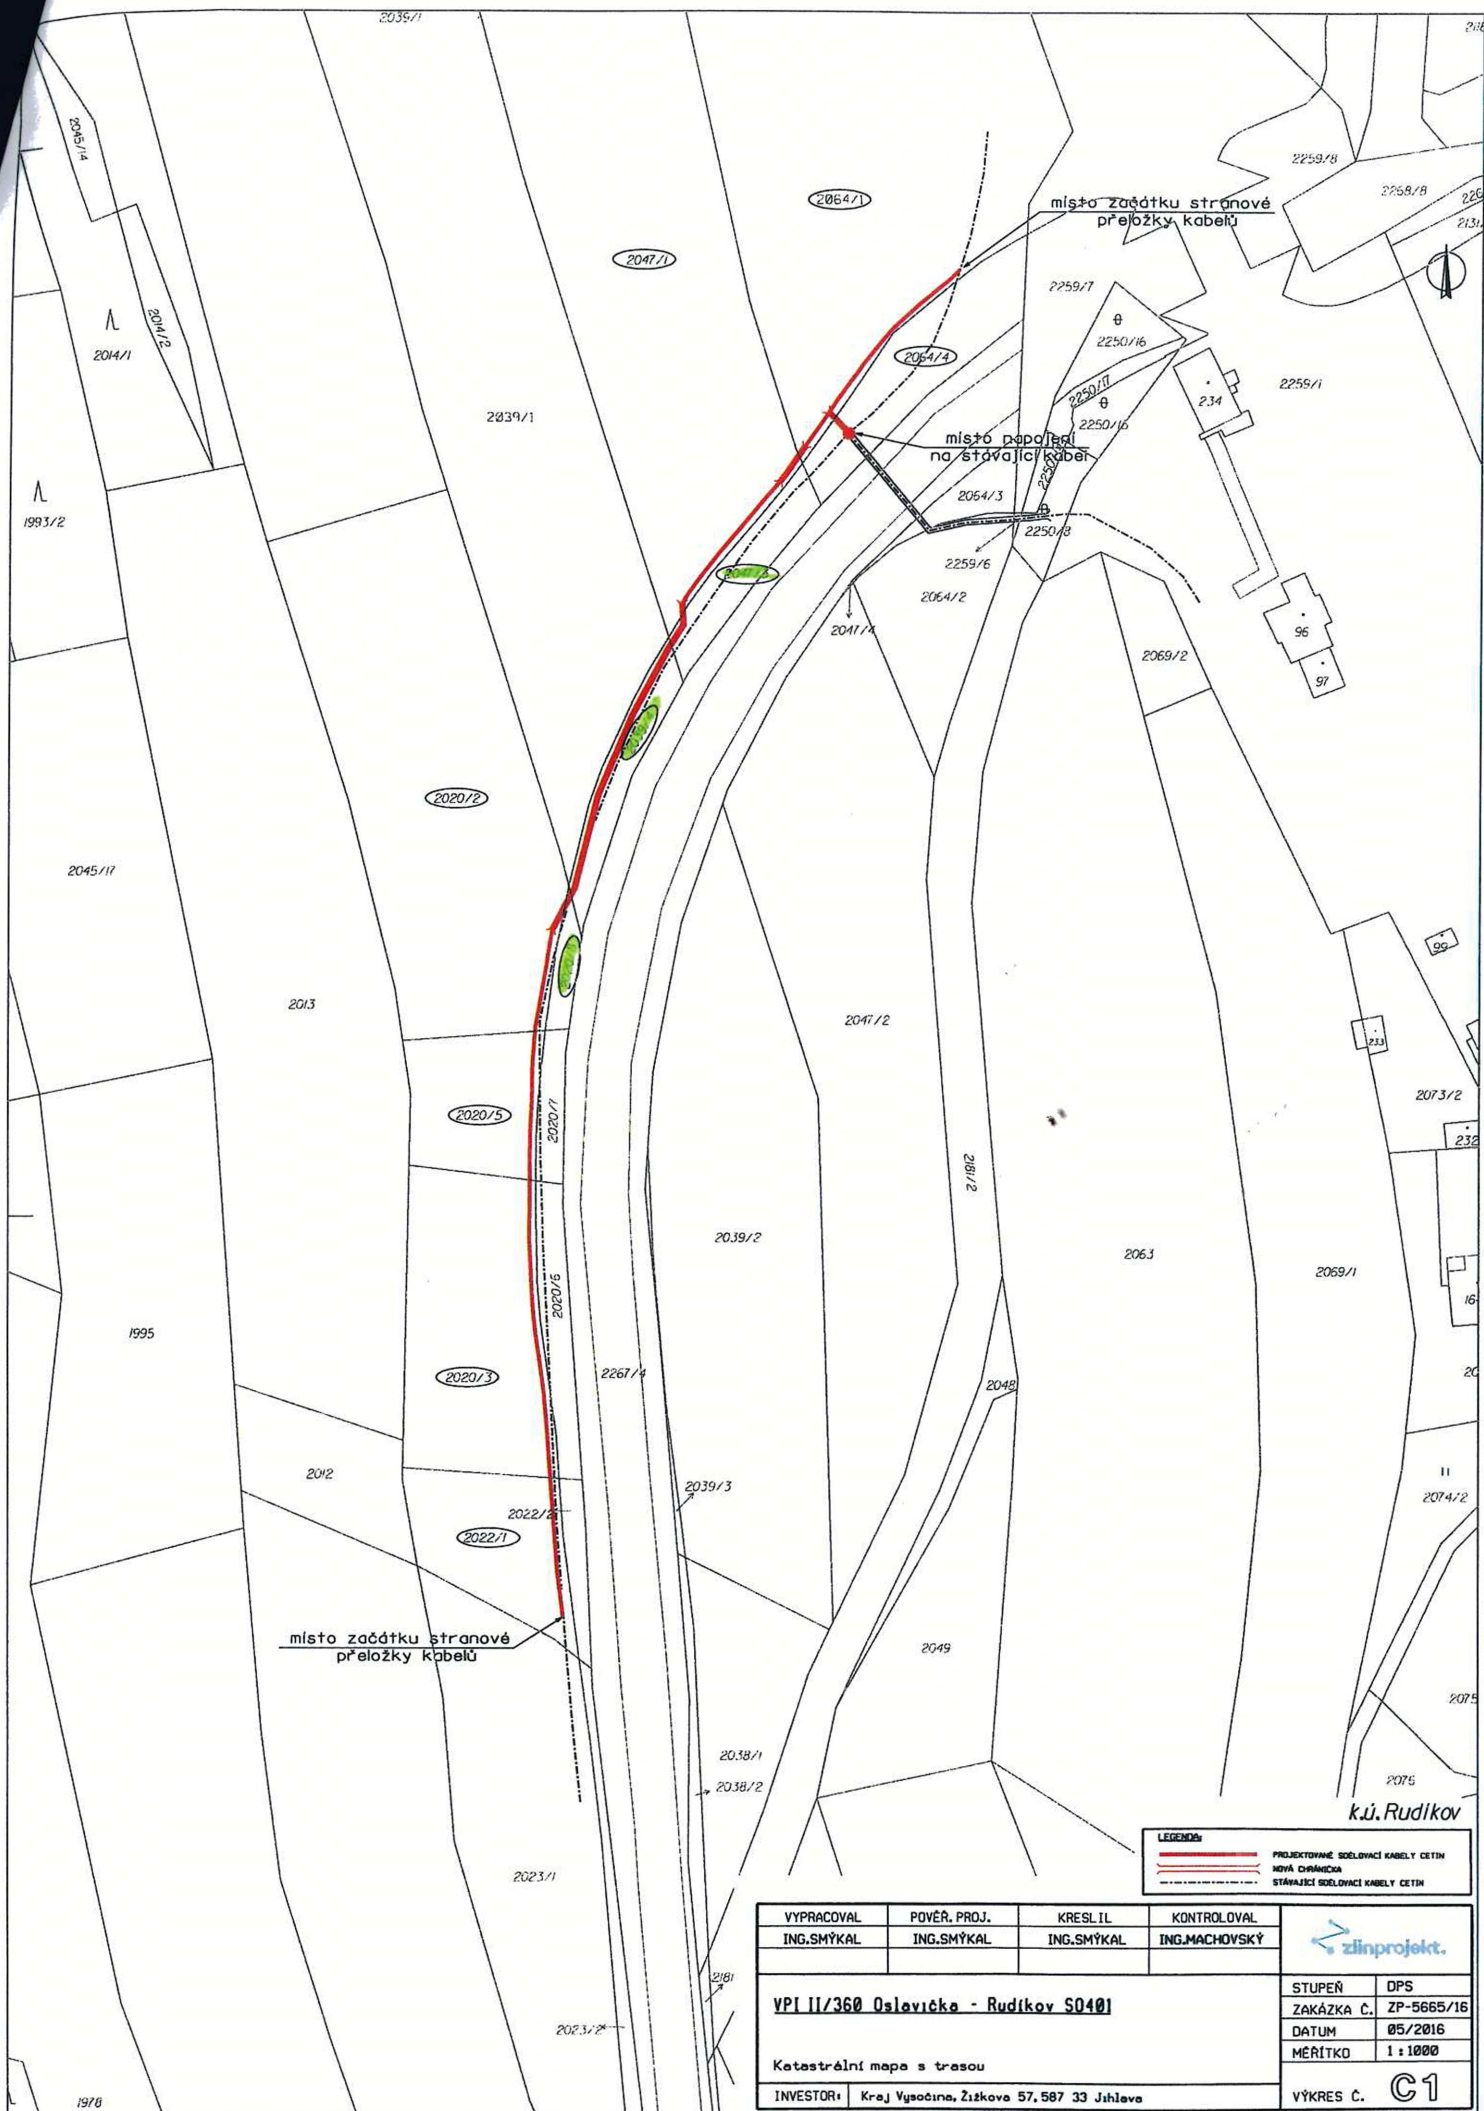 2039/1
2045/14
2259/8
2258/8
2064/1
místo začátku stranové
přeložky kabelů
2047/1
2259/7
2014/2
2014/1
2250/16
2064/4
2259/1
2250/17
234
2250/15
2039/1
místo napojení
na stávající kabel
2064/3
1993/2
2250/8
2259/6
2064/2
2047/4
96
2069/2
97
2020/2
2045/17
99
2013
2047/2
233
2073/2
2020/5
2020/7
232
2181/2
2039/2
2063
2069/1
2020/6
1995
2267/4
2020/3
2048
2012
2039/3
2074/2
2022/2
2022/1
místo začátku stranové
přeložky kabelů
2049
2038/1
2038/2
2076
k.ú. Rudíkov
LEGENDA:
PROJEKTOVANÉ SDĚLOVACÍ KABELY CETIN
NOVÁ CHRÁNIČKA
STÁVAJÍCÍ SDĚLOVACÍ KABELY CETIN
2023/1
VYPRACOVAL POVĚŘ. PROJ. KRESLIL KONTROLOVAL
ING.SMÝKAL ING.SMÝKAL ING.SMÝKAL ING.MACHOVSKÝ
zlínprojekt.
2181
STUPEŇ DPS
VPI II/360 Oslavička - Rudíkov SO401
ZAKÁZKA Č. ZP-5665/16
2023/2
DATUM 05/2016
MĚŘÍTKO 1 : 1000
Katastrální mapa s trasou
INVESTOR: Kraj Vysočina, Žižkova 57, 587 33 Jihlava
VÝKRES Č. C1
1978